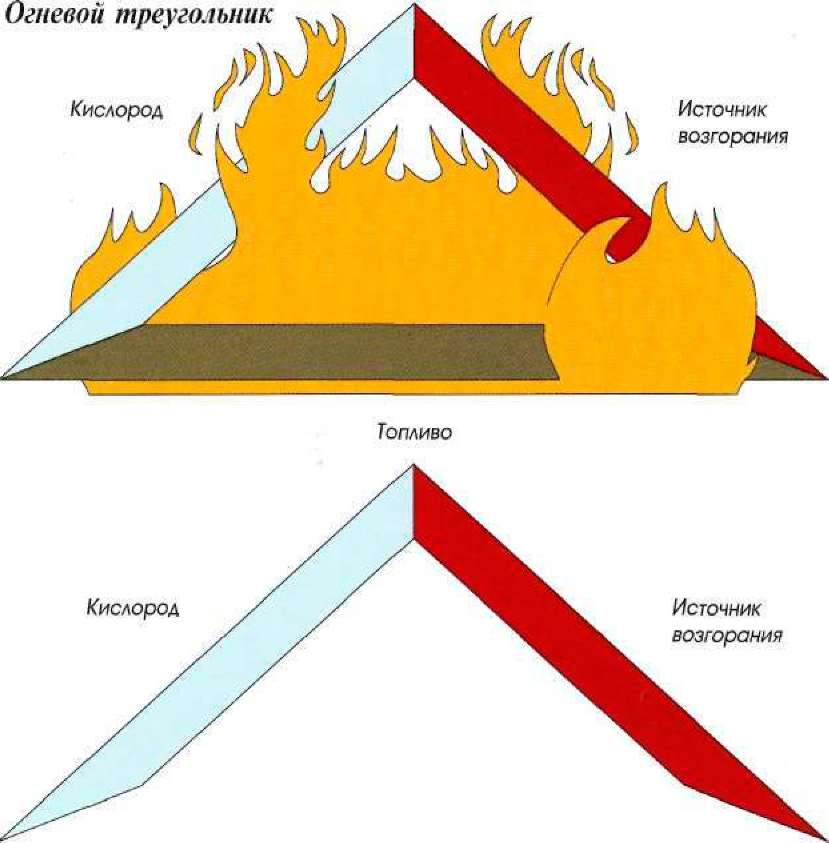 Огневой треугольник
Кислород
Источник
возгорания
Топливо
Кислород
Источник
возгорания